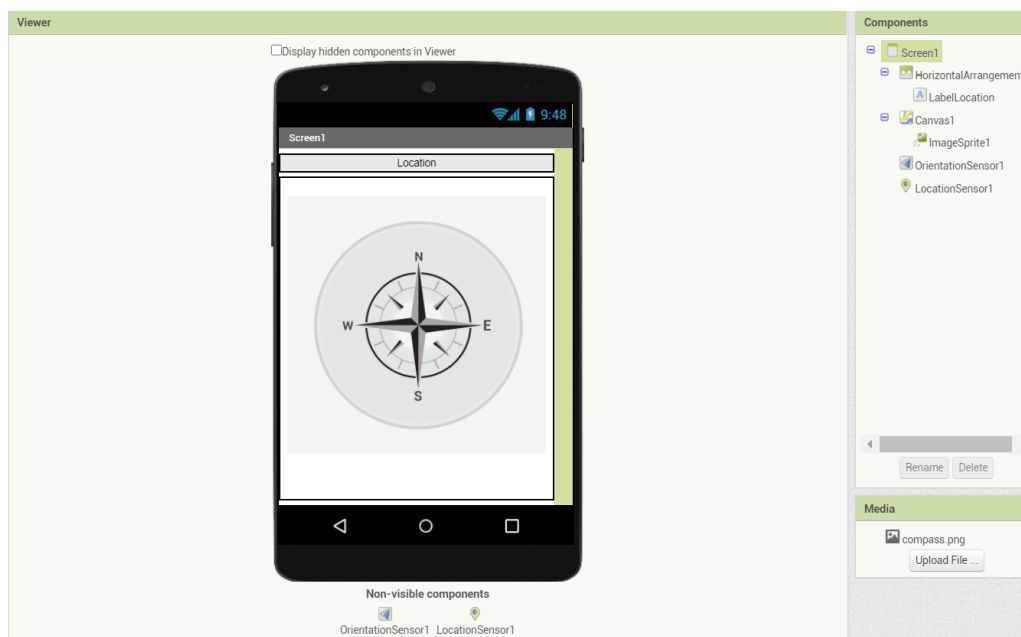 Viewer
Display hidden components in Viewer
9:48
Screen1
Location
N
W
E
S
Non-visible components
OrientationSensor1 LocationSensor1
Components
Screen1
HorizontalArrangement
A LabelLocation
Canvas1
ImageSprite1
OrientationSensor1
LocationSensor1
Rename Delete
Media
compass.png
Upload File ...